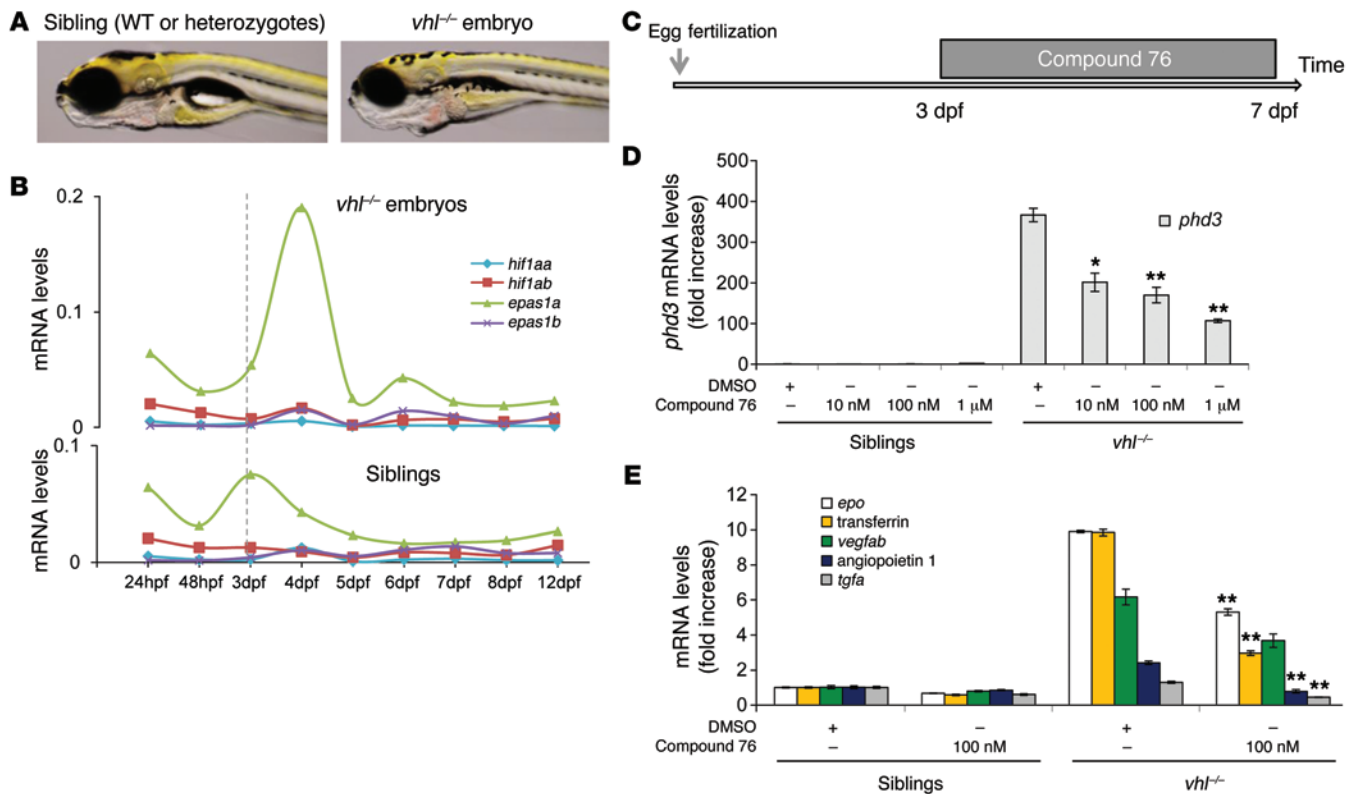 A
Sibling (WT or heterozygotes)
vhl–/– embryo
B
0.2
0.1
0
mRNA levels
vhl–/– embryos
hif1aa
hif1ab
epas1a
epas1b
0.1
0
mRNA levels
Siblings
24hpf 48hpf 3dpf 4dpf 5dpf 6dpf 7dpf 8dpf 12dpf
C
Egg fertilization
Compound 76
Time
3 dpf 7 dpf
D
500
400
300
200
100
0
phd3 mRNA levels
(fold increase)
phd3
* ** **
DMSO + – – – + – – –
Compound 76 – 10 nM 100 nM 1 μM – 10 nM 100 nM 1 μM
Siblings vhl–/–
E
12
10
8
6
4
2
0
mRNA levels
(fold increase)
epo
transferrin
vegfab
angiopoietin 1
tgfa
** ** ** **
DMSO + – + –
Compound 76 – 100 nM – 100 nM
Siblings vhl–/–